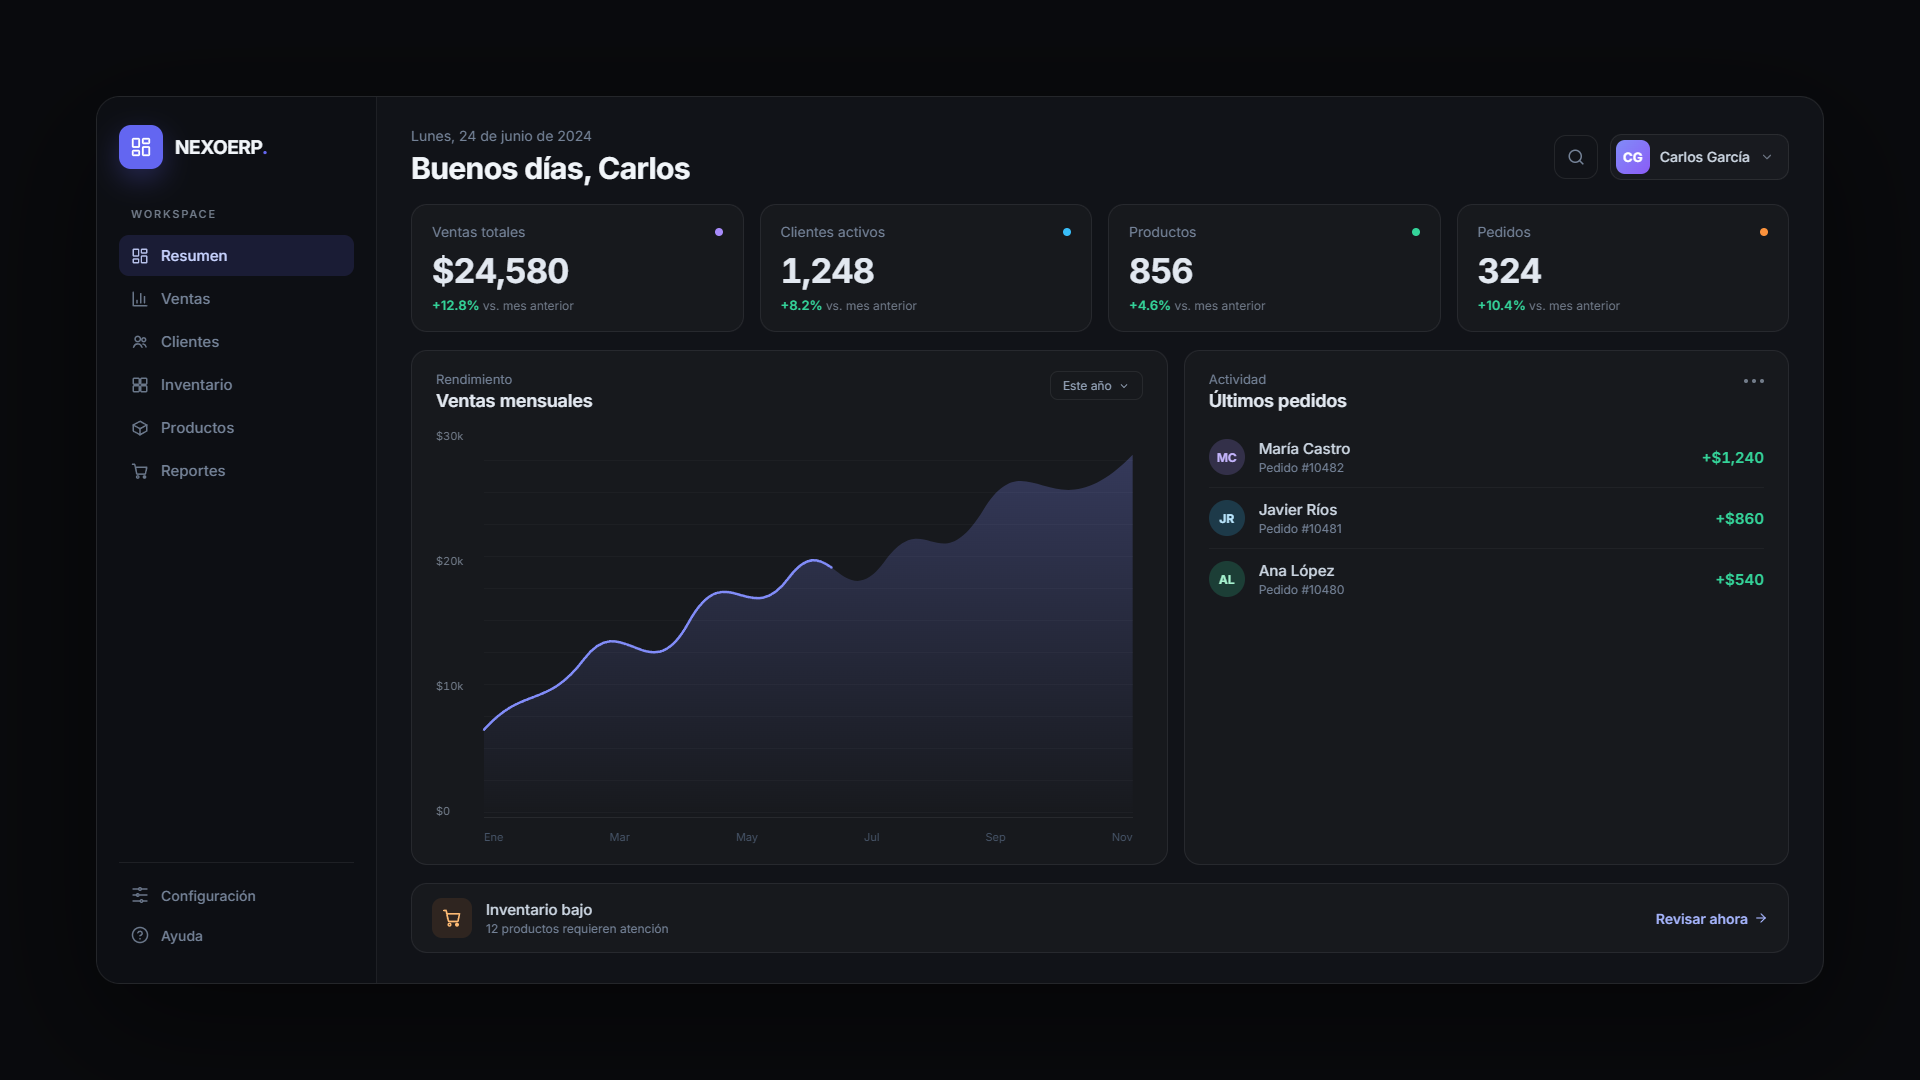 NEXOERP.
WORKSPACE
Resumen
Ventas
Clientes
Inventario
Productos
Reportes
Configuración
Ayuda
Lunes, 24 de junio de 2024
Buenos días, Carlos
CG Carlos García
Ventas totales
$24,580
+12.8% vs. mes anterior
Clientes activos
1,248
+8.2% vs. mes anterior
Productos
856
+4.6% vs. mes anterior
Pedidos
324
+10.4% vs. mes anterior
Rendimiento
Ventas mensuales
Este año
$30k
$20k
$10k
$0
Ene Mar May Jul Sep Nov
Actividad
Últimos pedidos
MC
María Castro
Pedido #10482
+$1,240
JR
Javier Ríos
Pedido #10481
+$860
AL
Ana López
Pedido #10480
+$540
Inventario bajo
12 productos requieren atención
Revisar ahora →